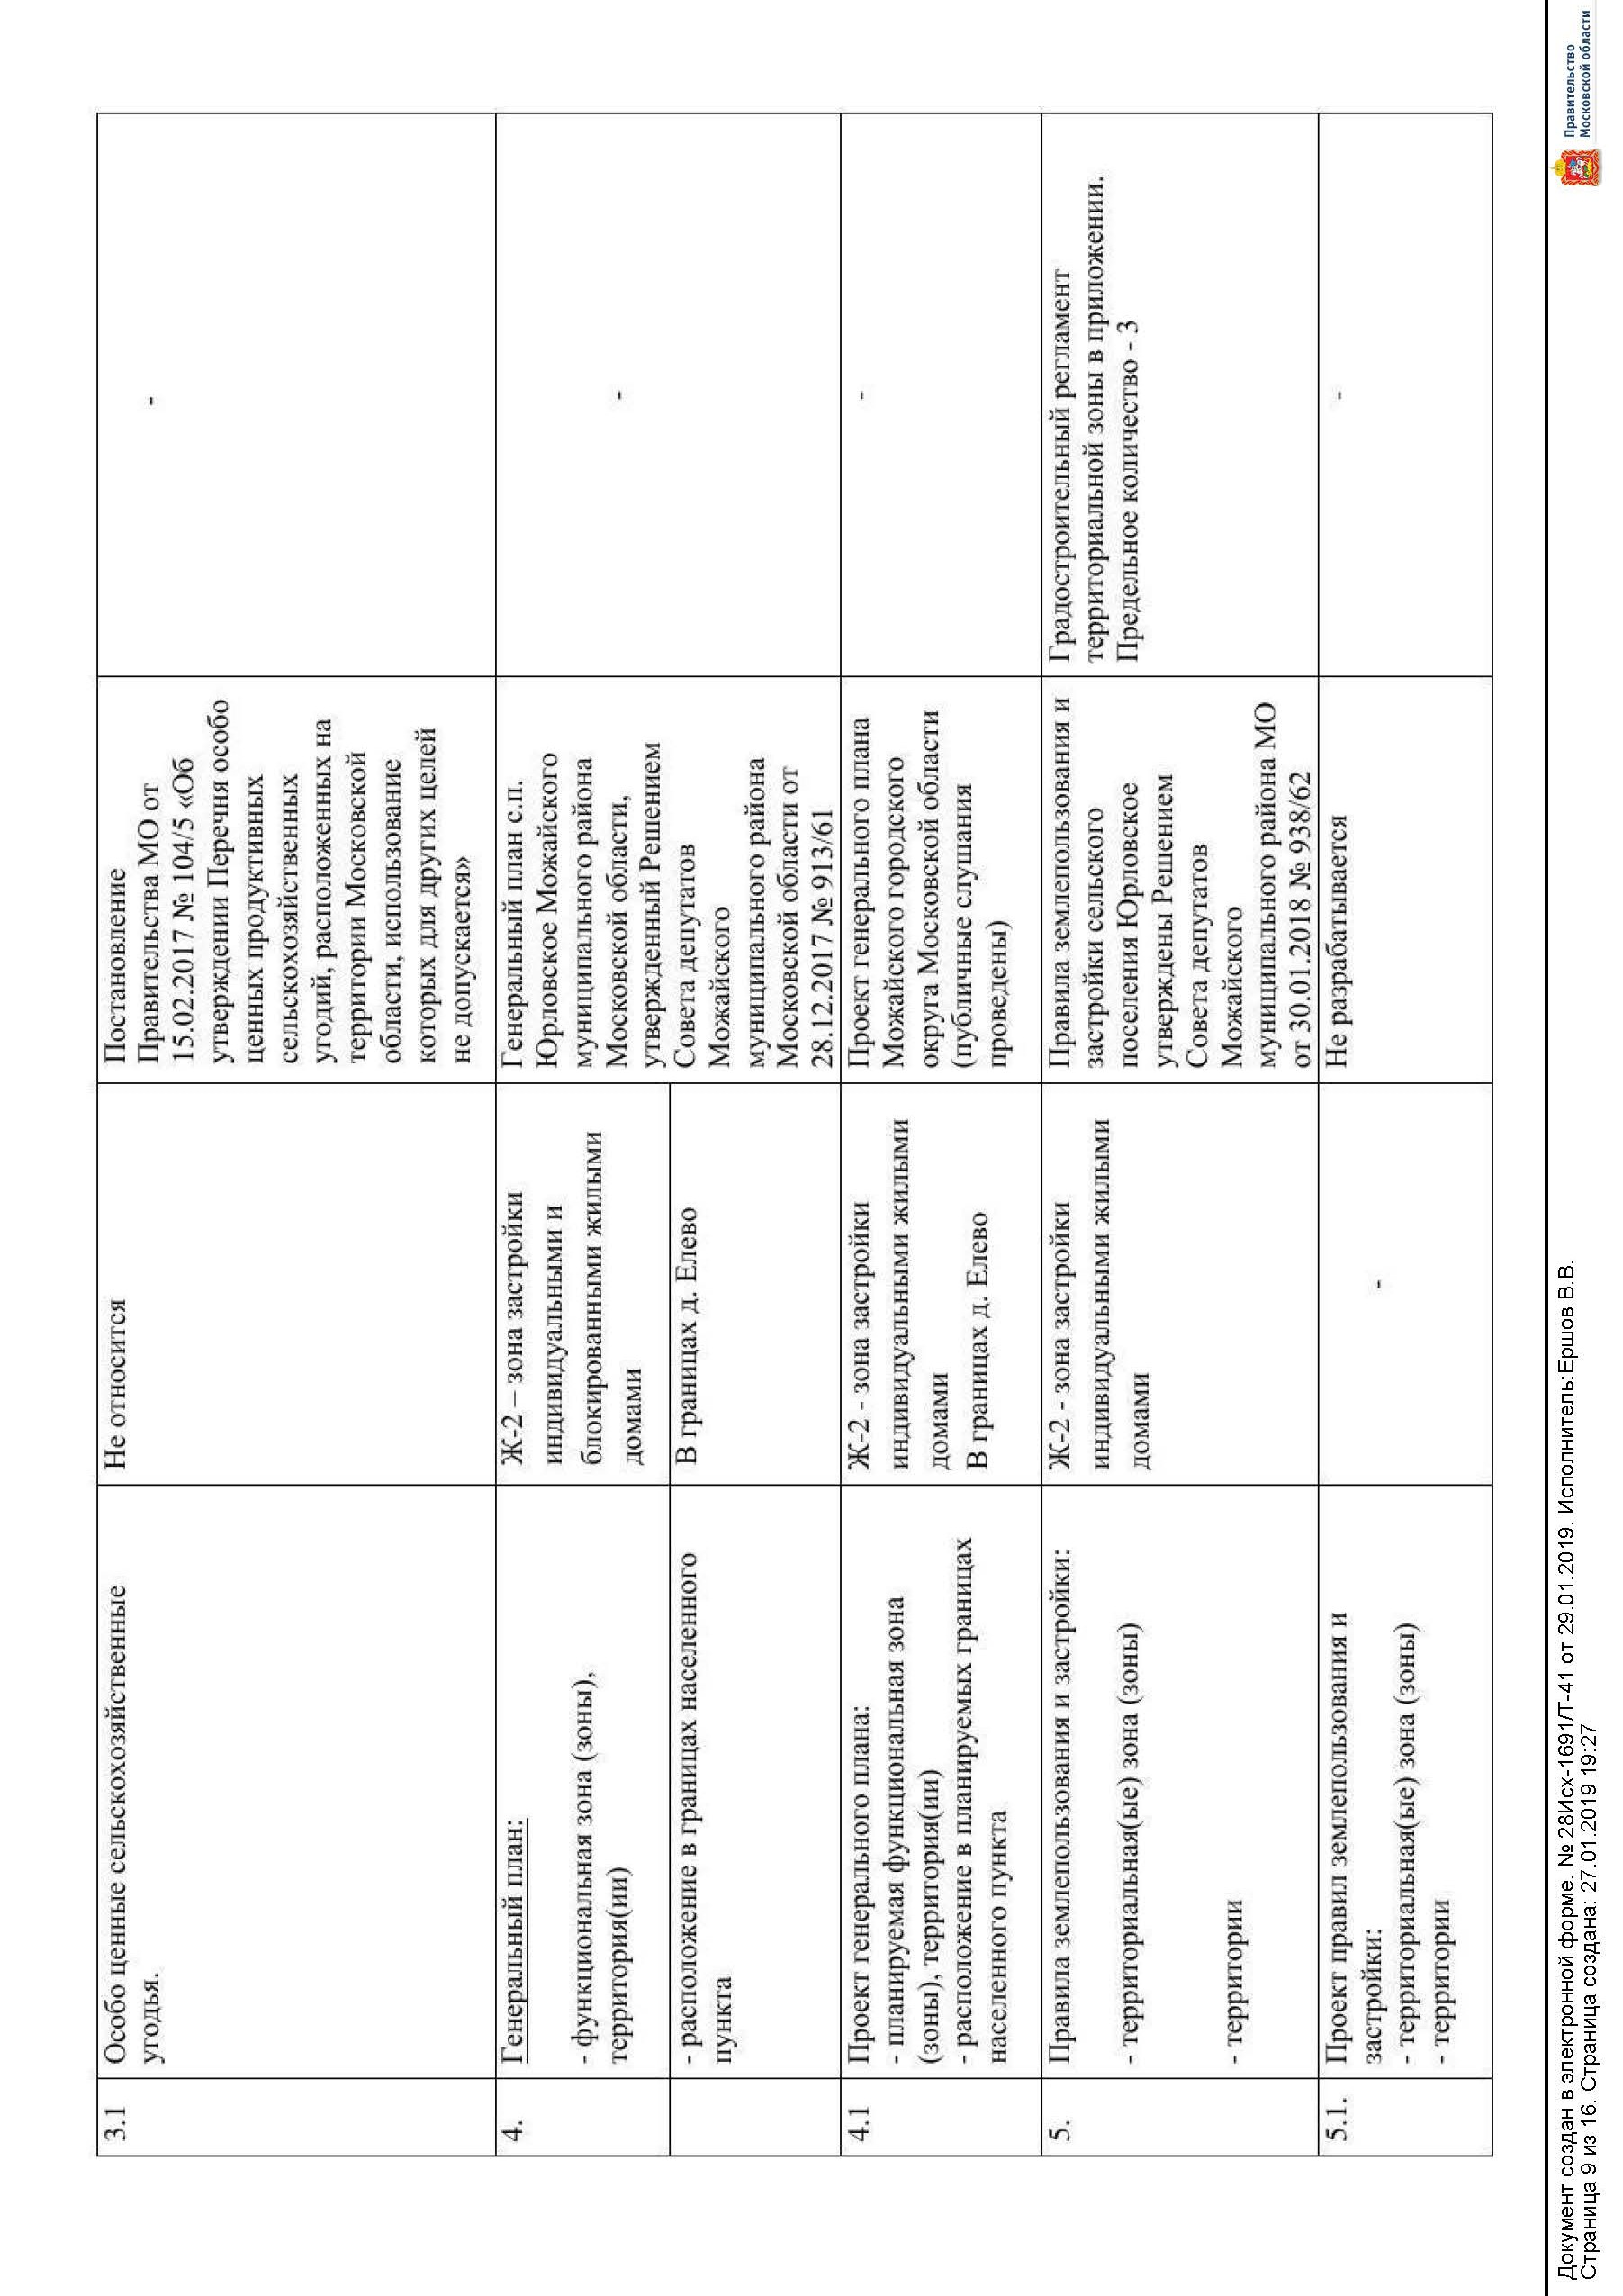 3.1
Особо ценные сельскохозяйственные
угодья.
Не относится
Постановление
Правительства МО от
15.02.2017 № 104/5 «Об
утверждении Перечня особо
ценных продуктивных
сельскохозяйственных
угодий, расположенных на
территории Московской
области, использование
которых для других целей
не допускается»
-
4.
Генеральный план:
- функциональная зона (зоны),
территория(ии)
Ж-2 – зона застройки
индивидуальными и
блокированными жилыми
домами
Генеральный план с.п.
Юрловское Можайского
муниципального района
Московской области,
утвержденный Решением
Совета депутатов
Можайского
муниципального района
Московской области от
28.12.2017 № 913/61
-
- расположение в границах населенного
пункта
В границах д. Елево
4.1
Проект генерального плана:
- планируемая функциональная зона
(зоны), территория(ии)
- расположение в планируемых границах
населенного пункта
Ж-2 - зона застройки
индивидуальными жилыми
домами
В границах д. Елево
Проект генерального плана
Можайского городского
округа Московской области
(публичные слушания
проведены)
-
5.
Правила землепользования и застройки:
- территориальная(ые) зона (зоны)
- территории
Ж-2 - зона застройки
индивидуальными жилыми
домами
Правила землепользования и
застройки сельского
поселения Юрловское
утверждены Решением
Совета депутатов
Можайского
муниципального района МО
от 30.01.2018 № 938/62
Градостроительный регламент
территориальной зоны в приложении.
Предельное количество - 3
5.1.
Проект правил землепользования и
застройки:
- территориальная(ые) зона (зоны)
- территории
-
Не разрабатывается
-
Документ создан в электронной форме. № 28Исх-1691/Т-41 от 29.01.2019. Исполнитель:Ершов В.В.
Страница 9 из 16. Страница создана: 27.01.2019 19:27
Правительство
Московской области